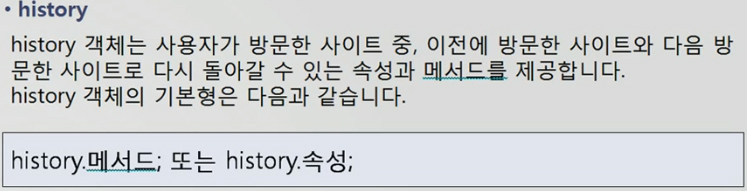 • history
history 객체는 사용자가 방문한 사이트 중, 이전에 방문한 사이트와 다음 방
문한 사이트로 다시 돌아갈 수 있는 속성과 메서드를 제공합니다.
history 객체의 기본형은 다음과 같습니다.
history.메서드; 또는 history.속성;